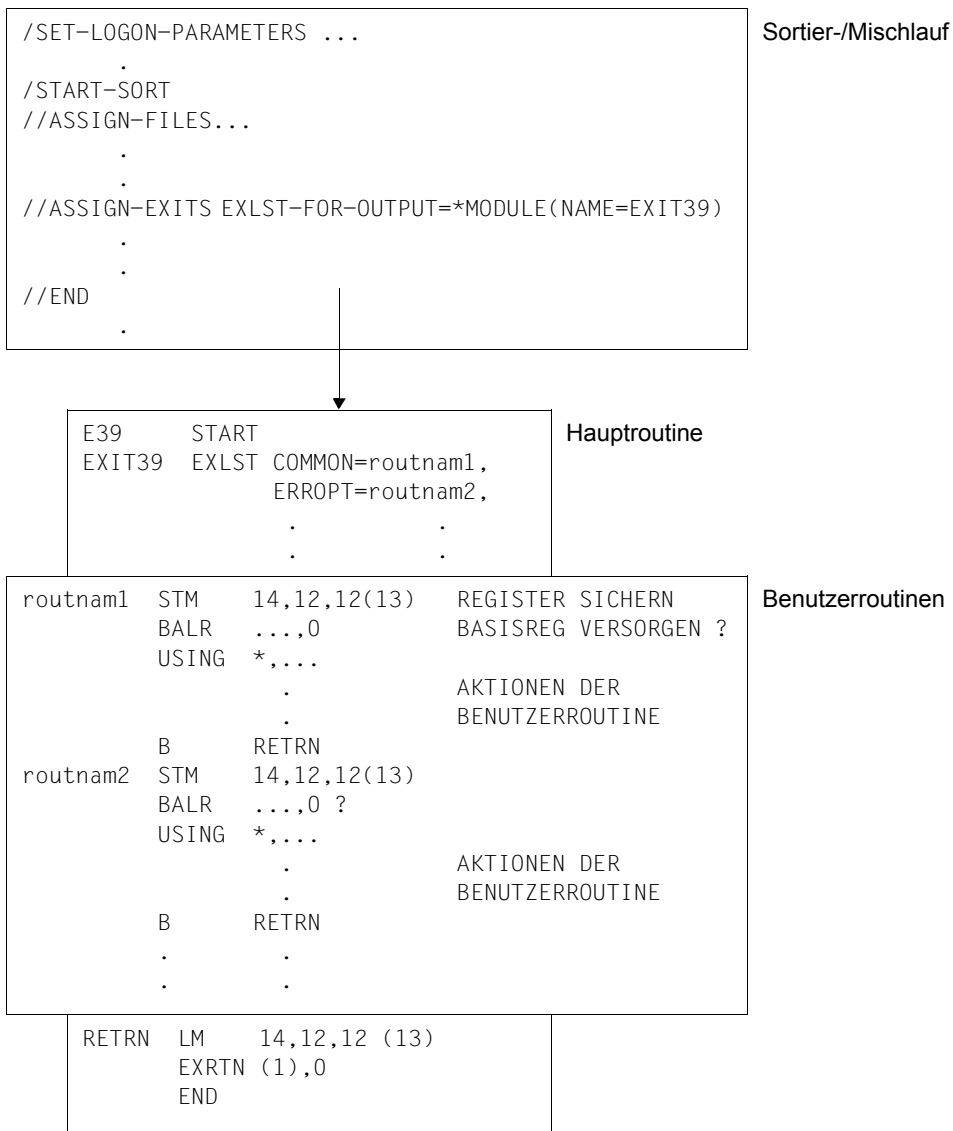 /SET-LOGON-PARAMETERS ... Sortier-/Mischlauf
.
/START-SORT
//ASSIGN-FILES...
.
.
//ASSIGN-EXITS EXLST-FOR-OUTPUT=*MODULE(NAME=EXIT39)
.
.
//END
.
E39 START Hauptroutine
EXIT39 EXLST COMMON=routnam1,
ERROPT=routnam2,
. .
. .
routnam1 STM 14,12,12(13) REGISTER SICHERN Benutzerroutinen
BALR ...,0 BASISREG VERSORGEN ?
USING *,...
. AKTIONEN DER
. BENUTZERROUTINE
B RETRN
routnam2 STM 14,12,12(13)
BALR ...,0 ?
USING *,...
. AKTIONEN DER
. BENUTZERROUTINE
B RETRN
. .
. .
RETRN LM 14,12,12 (13)
EXRTN (1),0
END